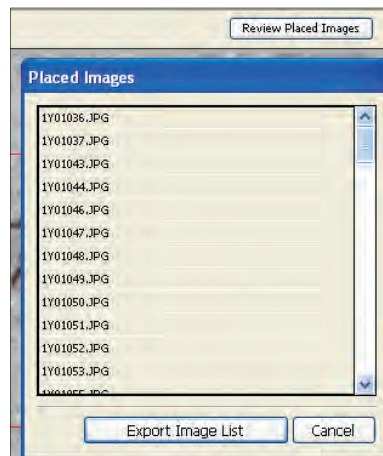 Review Placed Images
Placed Images
1Y01036.JPG
1Y01037.JPG
1Y01043.JPG
1Y01044.JPG
1Y01046.JPG
1Y01047.JPG
1Y01048.JPG
1Y01049.JPG
1Y01050.JPG
1Y01051.JPG
1Y01052.JPG
1Y01053.JPG
Export Image List Cancel